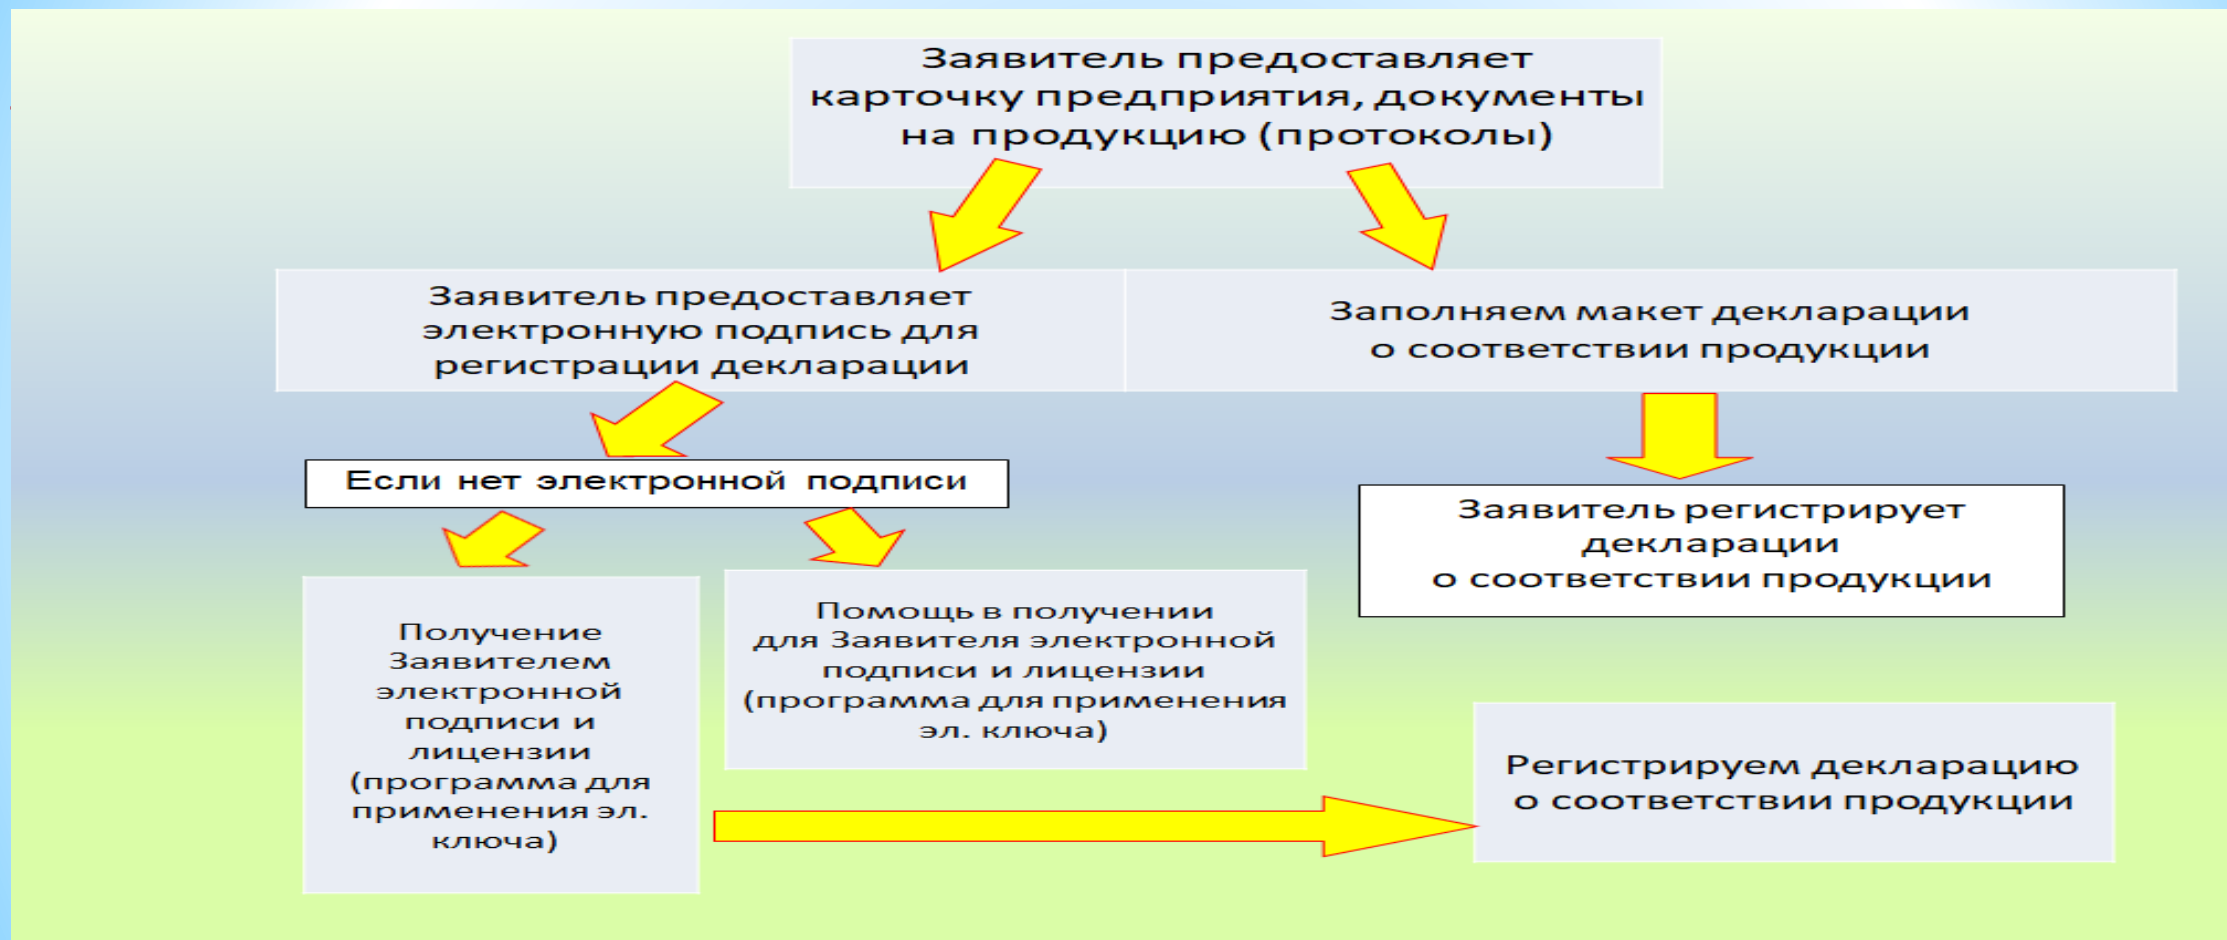 Заявитель предоставляет
карточку предприятия, документы
на продукцию (протоколы)
Заявитель предоставляет
электронную подпись для
регистрации декларации
Заполняем макет декларации
о соответствии продукции
Если нет электронной подписи
Заявитель регистрирует
декларации
о соответствии продукции
Получение
Заявителем
электронной
подписи и
лицензии
(программа для
применения эл.
ключа)
Помощь в получении
для Заявителя электронной
подписи и лицензии
(программа для применения
эл. ключа)
Регистрируем декларацию
о соответствии продукции